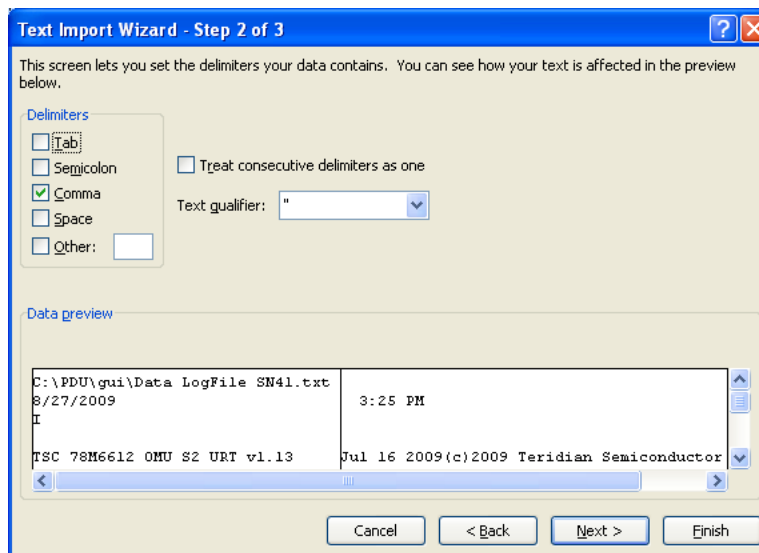 Text Import Wizard - Step 2 of 3
This screen lets you set the delimiters your data contains. You can see how your text is affected in the preview
below.
Delimiters
Tab
Semicolon
Comma
Space
Other:
Treat consecutive delimiters as one
Text qualifier: "
Data preview
C:\PDU\gui\Data LogFile SN41.txt
8/27/2009 3:25 PM
I
TSC 78M6612 OMU S2 URT v1.13 Jul 16 2009(c)2009 Teridian Semiconductor
Cancel < Back Next > Finish